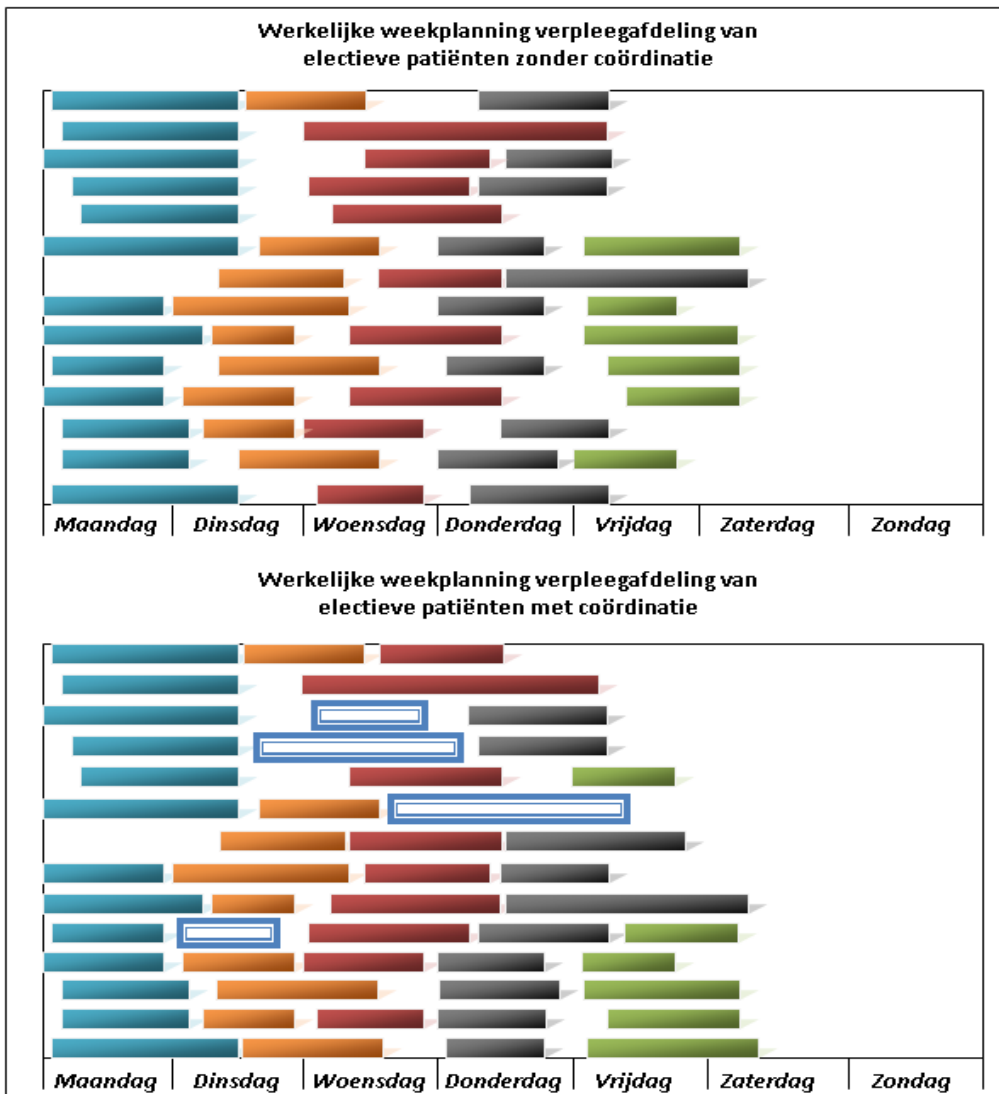 Werkelijke weekplanning verpleegafdeling van
electieve patiënten zonder coördinatie
Maandag Dinsdag Woensdag Donderdag Vrijdag Zaterdag Zondag
Werkelijke weekplanning verpleegafdeling van
electieve patiënten met coördinatie
Maandag Dinsdag Woensdag Donderdag Vrijdag Zaterdag Zondag